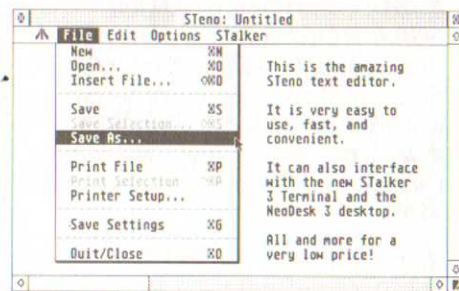 STeno: Untitled
File Edit Options STalker
New ⌘N
Open... ⌘O
Insert File... ◇⌘O
Save ⌘S
Save Selection... ◇⌘S
Save As...
Print File ⌘P
Print Selection ◇⌘P
Printer Setup...
Save Settings ⌘G
Quit/Close ⌘Q
This is the amazing
STeno text editor.
It is very easy to
use, fast, and
convenient.
It can also interface
with the new STalker
3 Terminal and the
NeoDesk 3 desktop.
All and more for a
very low price!